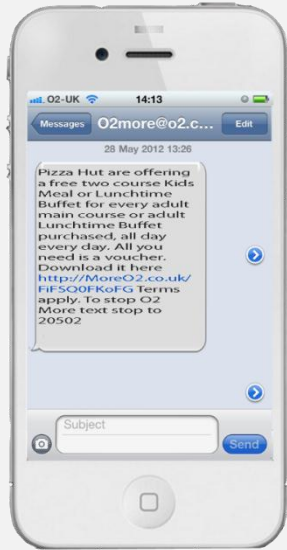 O2-UK 14:13
Messages O2more@o2.c... Edit
28 May 2012 13:26
Pizza Hut are offering
a free two course Kids
Meal or Lunchtime
Buffet for every adult
main course or adult
Lunchtime Buffet
purchased, all day
every day. All you
need is a voucher.
Download it here
http://MoreO2.co.uk/
FiFSQ0FKoFG Terms
apply. To stop O2
More text stop to
20502
Subject
Send